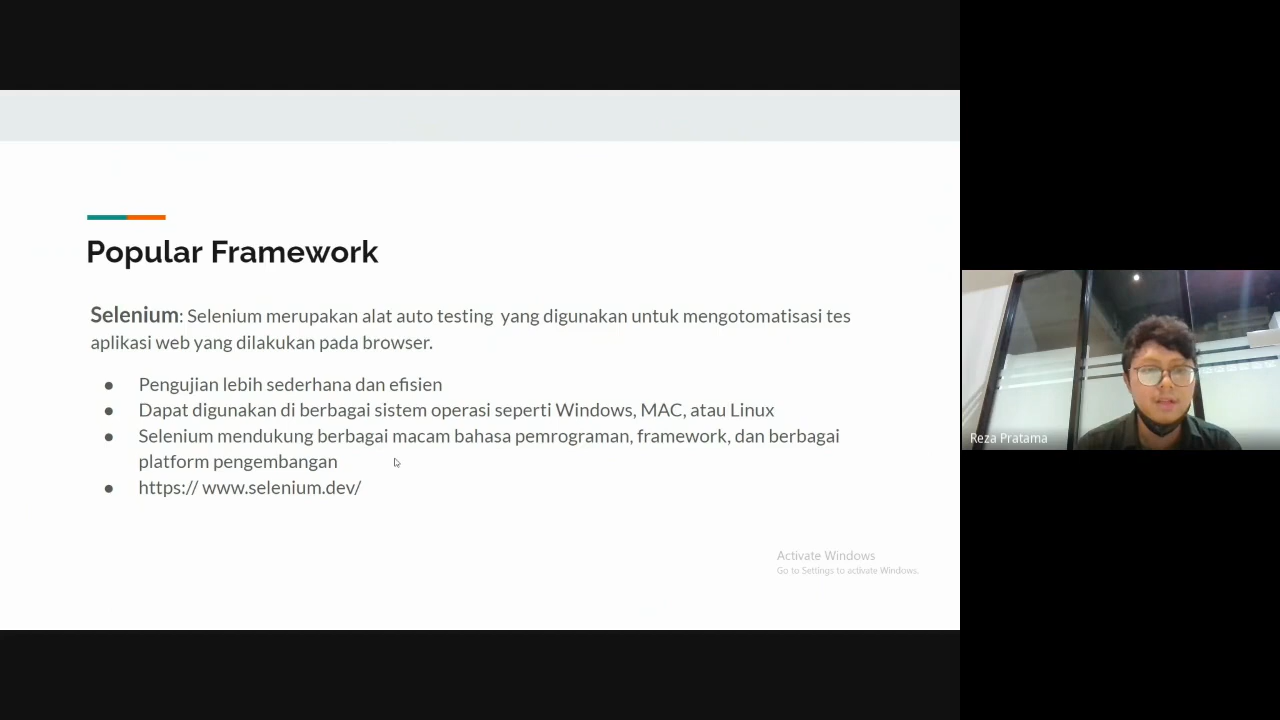 Popular Framework
Selenium: Selenium merupakan alat auto testing yang digunakan untuk mengotomatisasi tes
aplikasi web yang dilakukan pada browser.
● Pengujian lebih sederhana dan efisien
● Dapat digunakan di berbagai sistem operasi seperti Windows, MAC, atau Linux
● Selenium mendukung berbagai macam bahasa pemrograman, framework, dan berbagai
platform pengembangan
● https:// www.selenium.dev/
Activate Windows
Go to Settings to activate Windows.
Reza Pratama